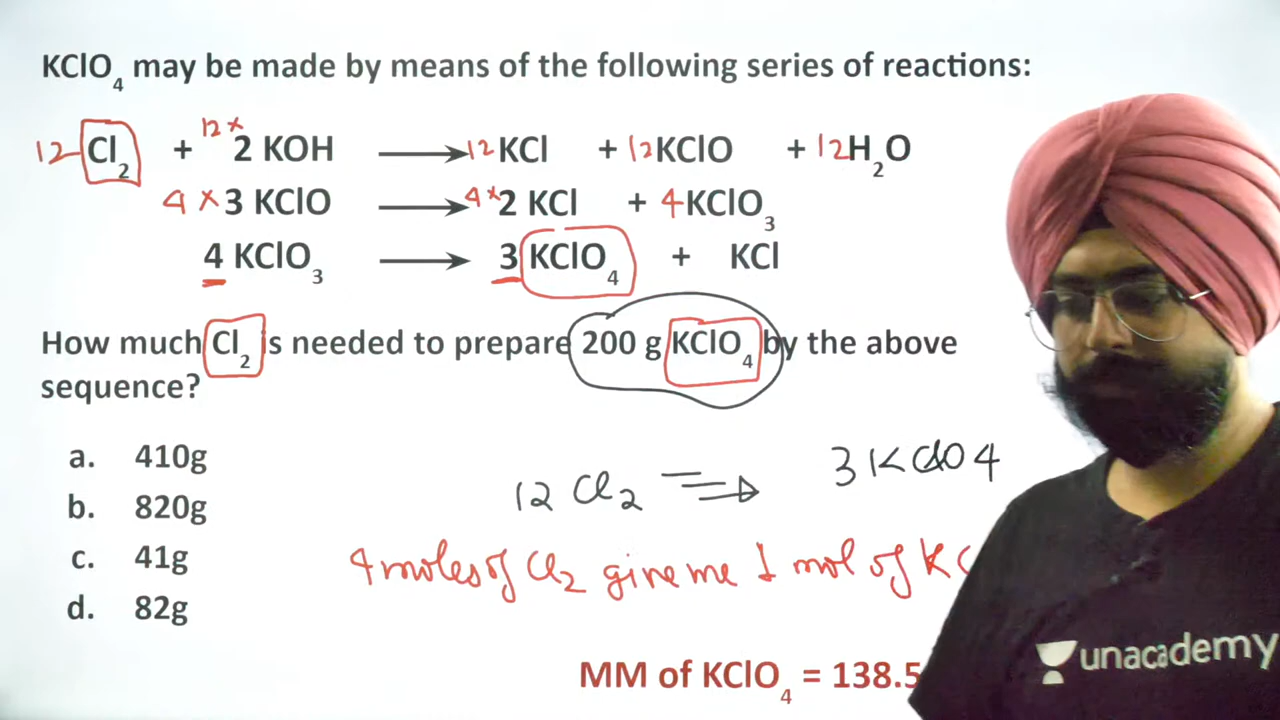 KClO₄ may be made by means of the following series of reactions:
12 Cl₂ + 12 × 2 KOH ⟶ 12 KCl + 12 KClO + 12 H₂O
4 × 3 KClO ⟶ 4 × 2 KCl + 4 KClO₃
4 KClO₃ ⟶ 3 KClO₄ + KCl
How much Cl₂ is needed to prepare 200 g KClO₄ by the above
sequence?
a. 410g
b. 820g
c. 41g
d. 82g
12 Cl₂ ⟶ 3 KClO4
4 moles of Cl₂ give me 1 mol of KC
MM of KClO₄ = 138.5
unacademy